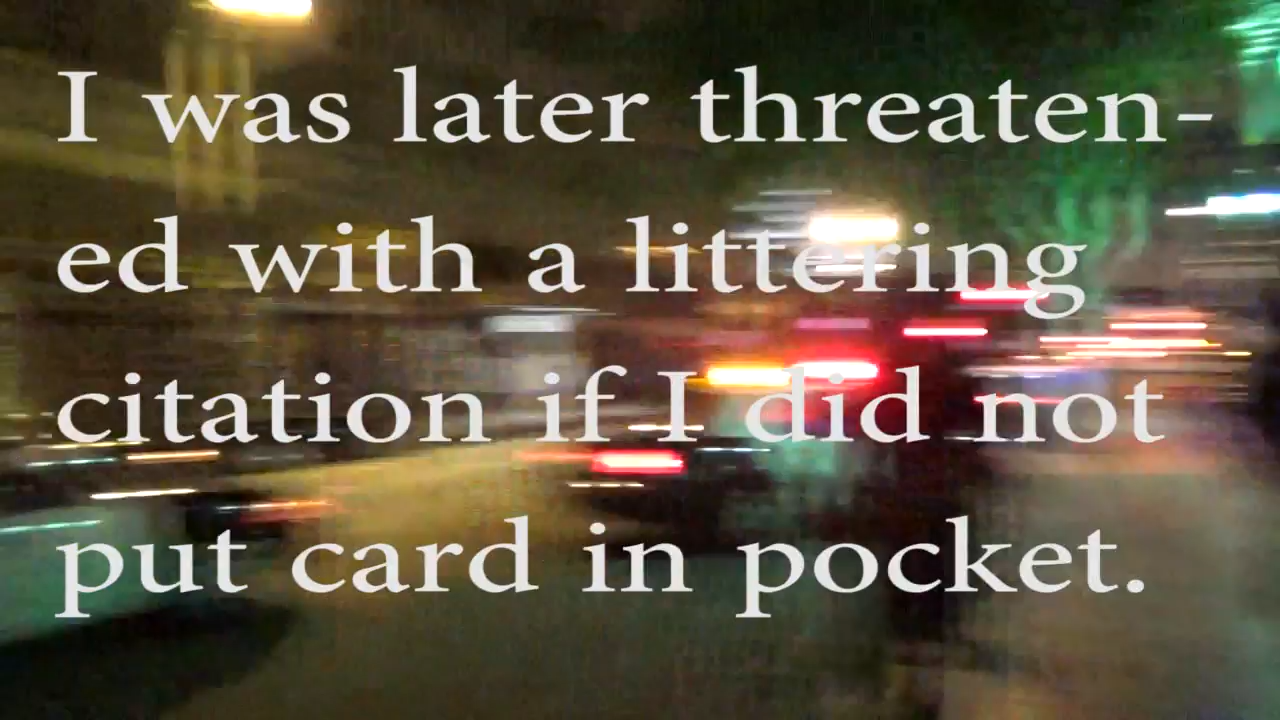 I was later threaten-
ed with a littering
citation if I did not
put card in pocket.